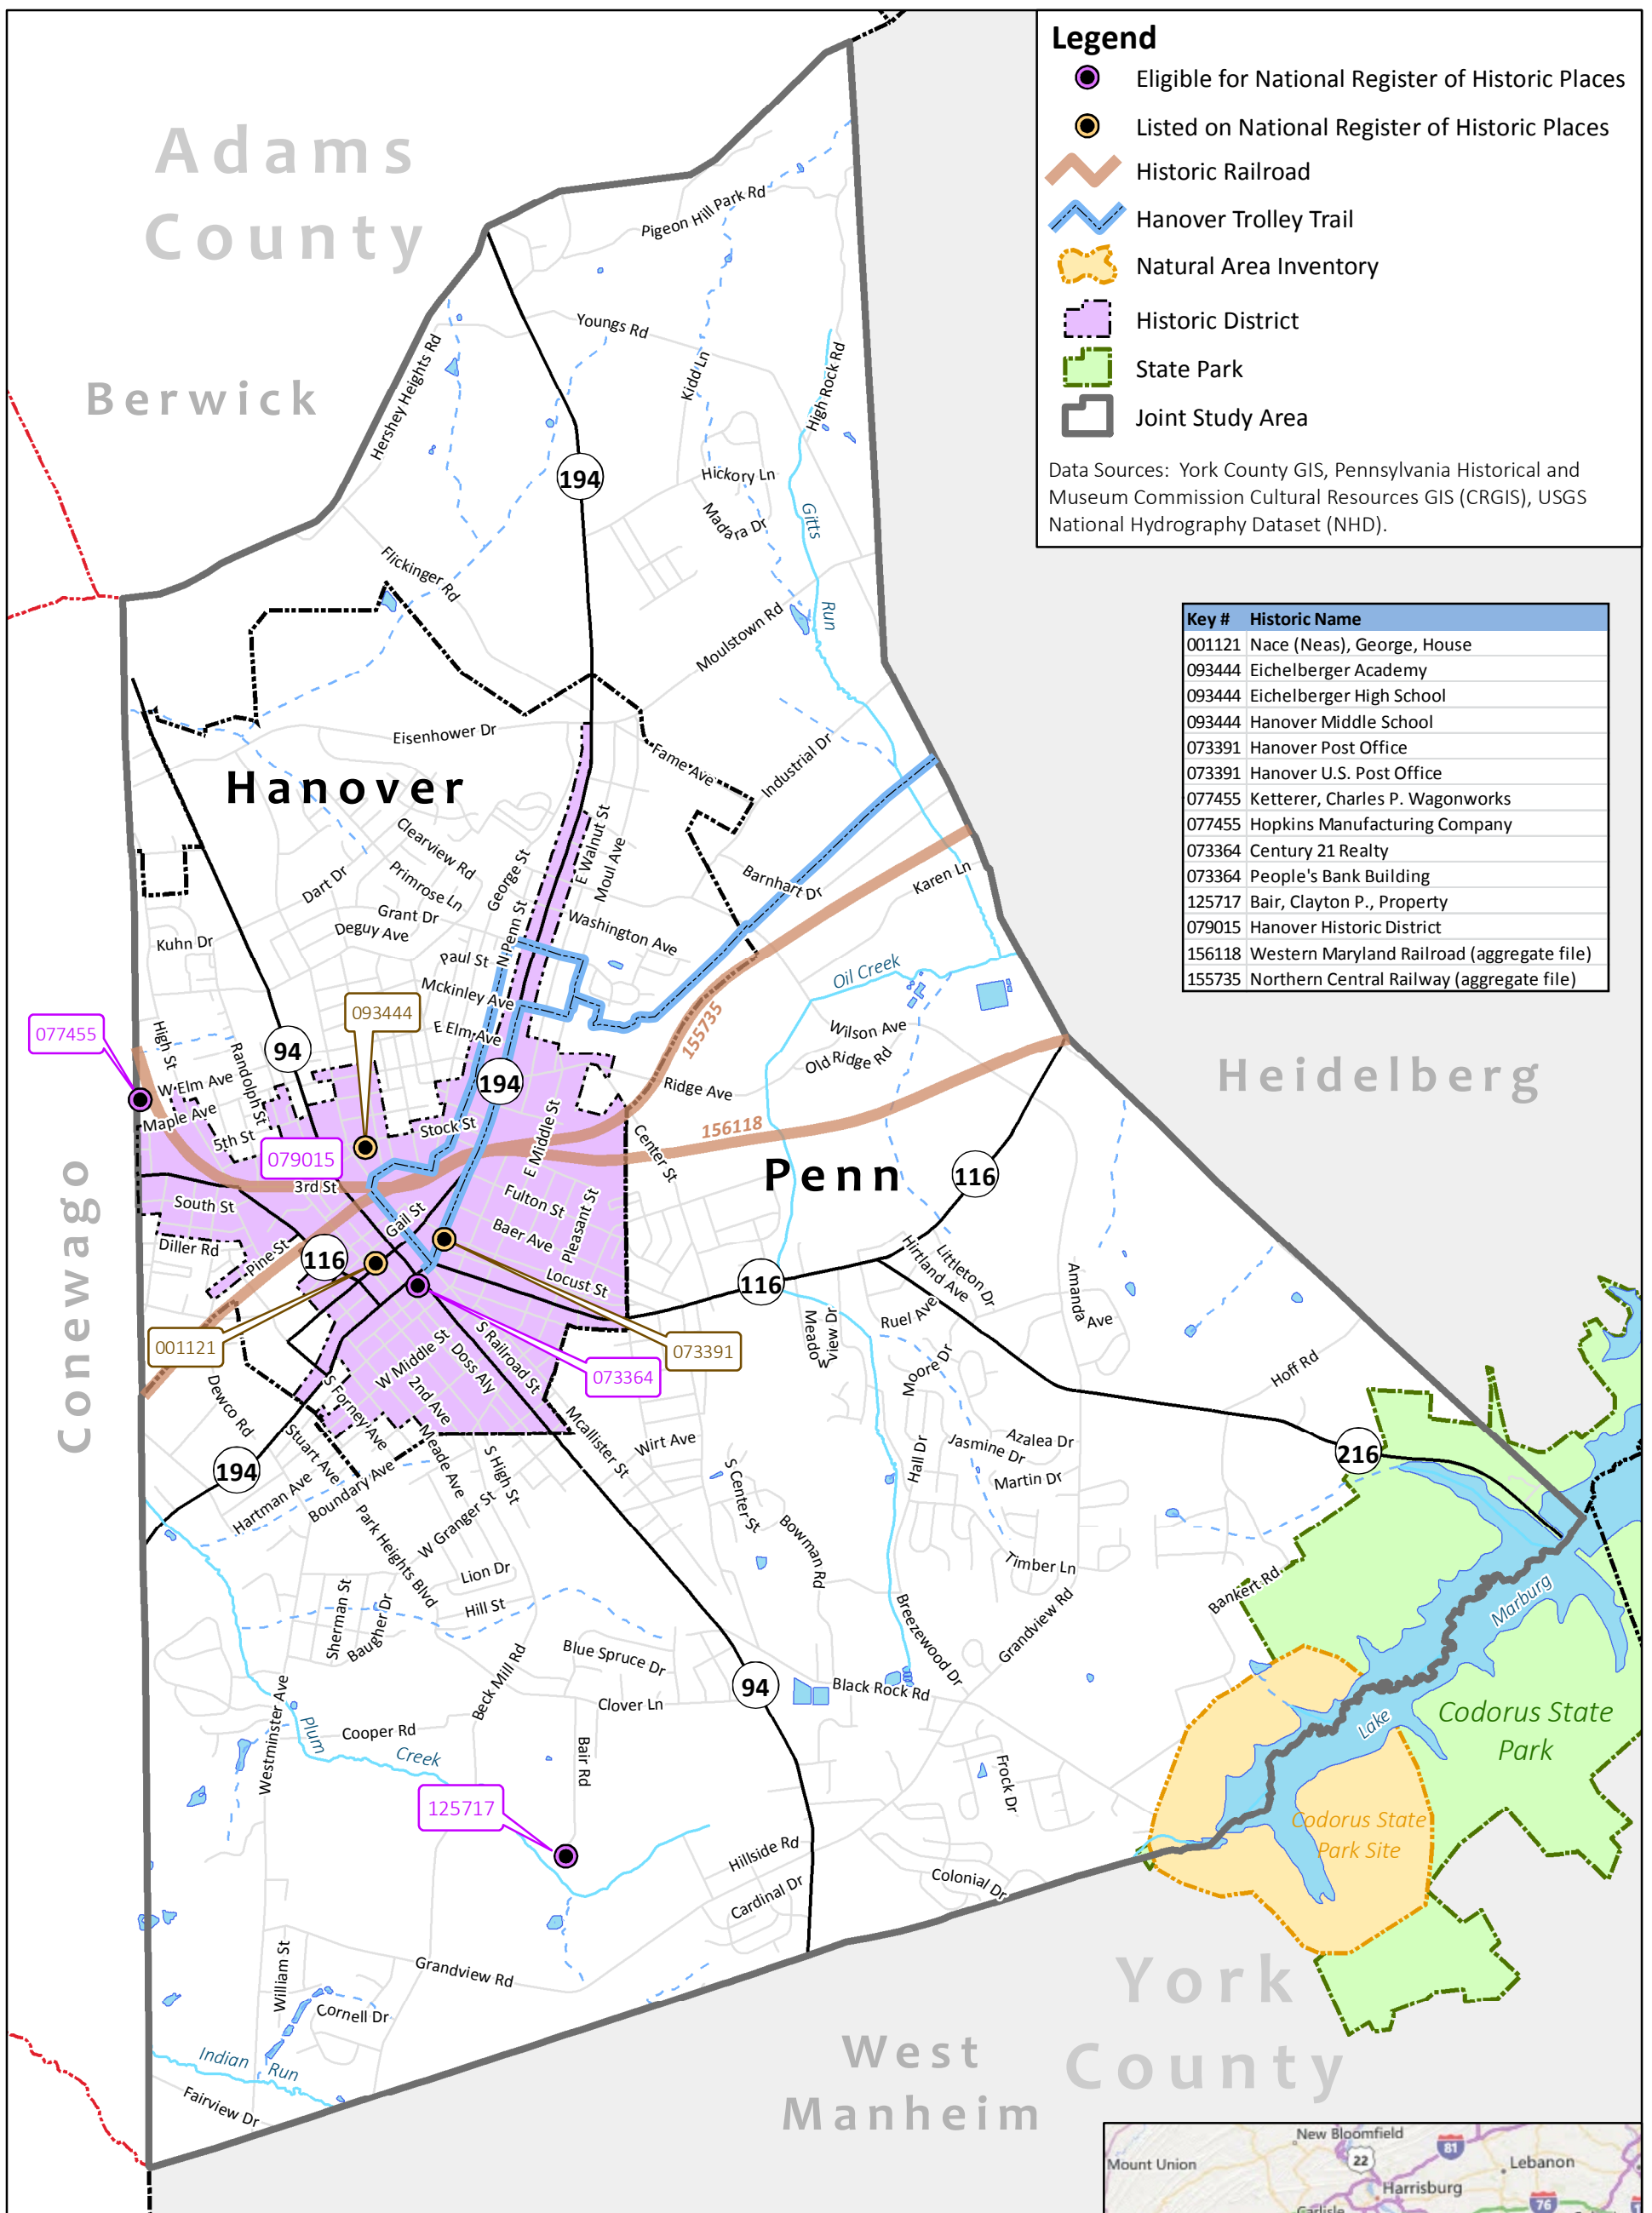 Legend
Eligible for National Register of Historic Places
Listed on National Register of Historic Places
Historic Railroad
Hanover Trolley Trail
Natural Area Inventory
Historic District
State Park
Joint Study Area
Data Sources: York County GIS, Pennsylvania Historical and
Museum Commission Cultural Resources GIS (CRGIS), USGS
National Hydrography Dataset (NHD).
Key # Historic Name
001121 Nace (Neas), George, House
093444 Eichelberger Academy
093444 Eichelberger High School
093444 Hanover Middle School
073391 Hanover Post Office
073391 Hanover U.S. Post Office
077455 Ketterer, Charles P. Wagonworks
077455 Hopkins Manufacturing Company
073364 Century 21 Realty
073364 People's Bank Building
125717 Bair, Clayton P., Property
079015 Hanover Historic District
156118 Western Maryland Railroad (aggregate file)
155735 Northern Central Railway (aggregate file)
Adams
County
Berwick
Pigeon Hill Park Rd
Youngs Rd
Hershey Heights Rd
Kidd Ln
High Rock Rd
194
Hickory Ln
Madara Dr
Gitts
Run
Flickinger Rd
Moulstown Rd
Eisenhower Dr
Fame Ave
Industrial Dr
Hanover
Clearview Rd
Primrose Ln
George St
E Walnut St
Moul Ave
Dart Dr
Grant Dr
Deguy Ave
Barnhart Dr
Karen Ln
Washington Ave
Kuhn Dr
Paul St
N Penn St
Mckinley Ave
Oil Creek
093444
E Elm Ave
155735
Wilson Ave
Old Ridge Rd
077455
High St
Randolph St
94
W Elm Ave
Maple Ave
5th St
194
Ridge Ave
Heidelberg
Stock St
E Middle St
Center St
156118
079015
3rd St
Penn
116
Conewago
South St
Gail St
Fulton St
Baer Ave
Pleasant St
Diller Rd
Pine St
116
Locust St
116
Hirtland Ave
Littleton Dr
Amanda
Ave
Ruel Ave
Meadow
View Dr
001121
073391
073364
W Middle St
S Railroad St
Doss Aly
2nd Ave
Moore Dr
Hoff Rd
Dewco Rd
S Forney Ave
Stuart Ave
Meade Ave
Mcallister St
Wirt Ave
Azalea Dr
Jasmine Dr
Martin Dr
Hall Dr
216
194
Hartman Ave
Boundary Ave
S High St
S Center St
W Granger St
Park Heights Blvd
Bowman Rd
Timber Ln
Lion Dr
Hill St
Sherman St
Baugher Dr
Bankert Rd
Marburg
Lake
Breezewood Dr
Grandview Rd
Blue Spruce Dr
Beck Mill Rd
Clover Ln
94
Black Rock Rd
Westminster Ave
Plum
Creek
Cooper Rd
Bair Rd
Frock Dr
Codorus State
Park
Codorus State
Park Site
125717
Hillside Rd
Cardinal Dr
Colonial Dr
Grandview Rd
William St
Cornell Dr
York
County
West
Manheim
Indian Run
Fairview Dr
New Bloomfield
81
22
Mount Union
Lebanon
Harrisburg
76